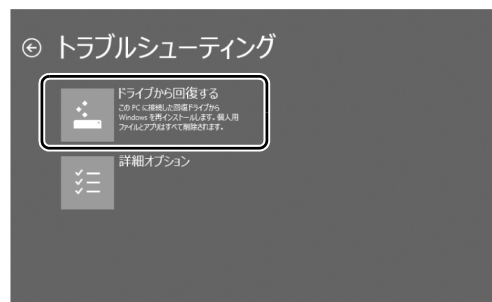 トラブルシューティング
ドライブから回復する
この PC に接続した回復ドライブから
Windows を再インストールします。個人用
ファイルとアプリはすべて削除されます。
詳細オプション